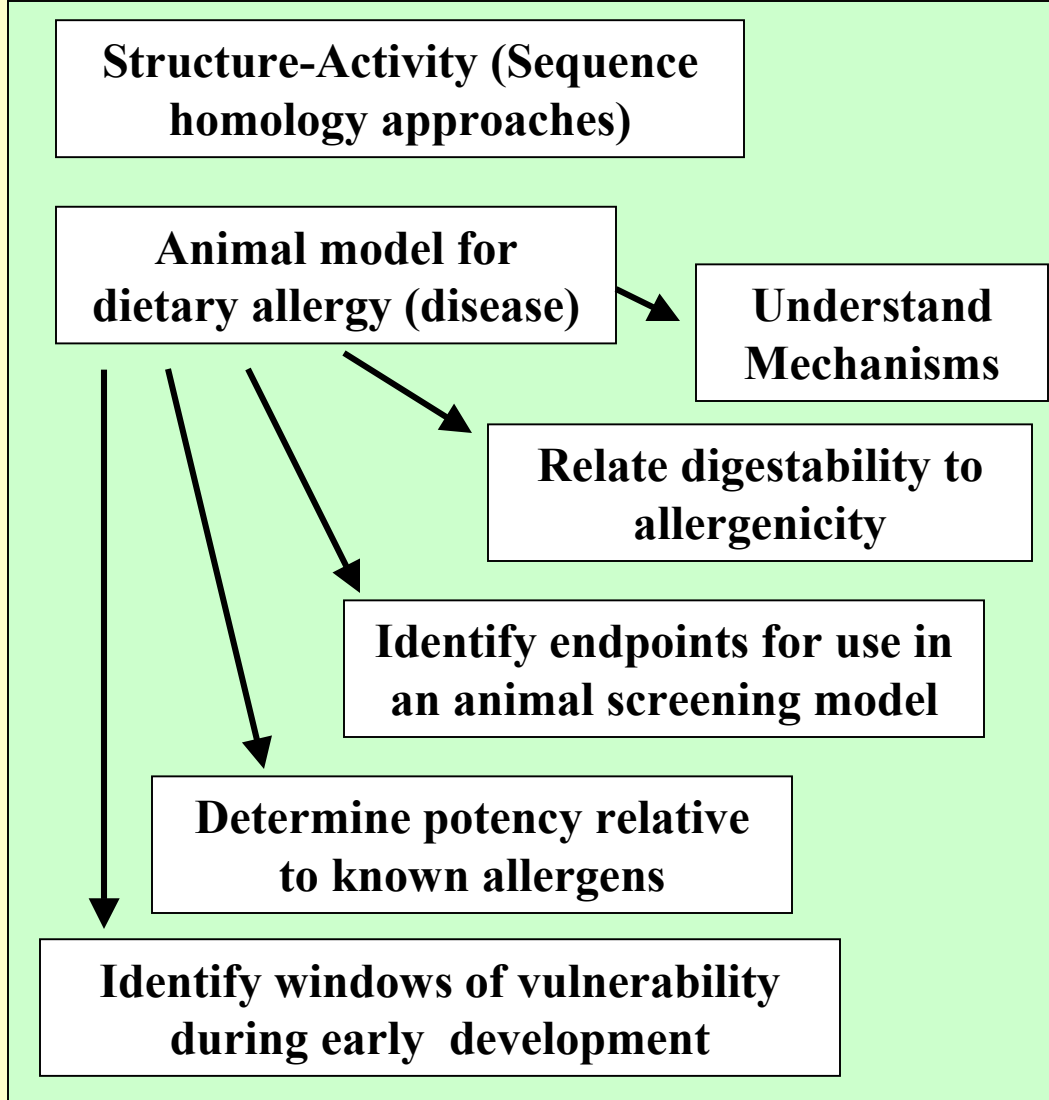 Structure-Activity (Sequence
homology approaches)
Animal model for
dietary allergy (disease)
Understand
Mechanisms
Relate digestability to
allergenicity
Identify endpoints for use in
an animal screening model
Determine potency relative
to known allergens
Identify windows of vulnerability
during early development